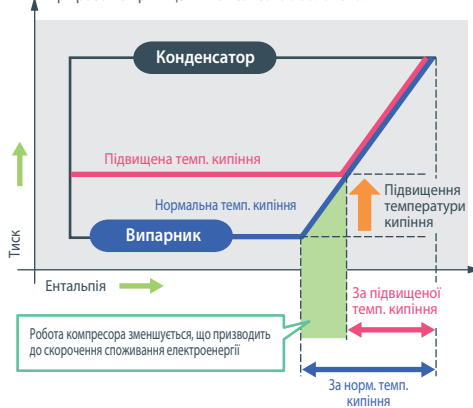 Конденсатор
Підвищена темп. кипіння
Нормальна темп. кипіння
Підвищення
температури
кипіння
Випарник
Тиск
Ентальпія
За підвищеної
темп. кипіння
Робота компресора зменшується, що призводить
до скорочення споживання електроенергії
За норм. темп.
кипіння